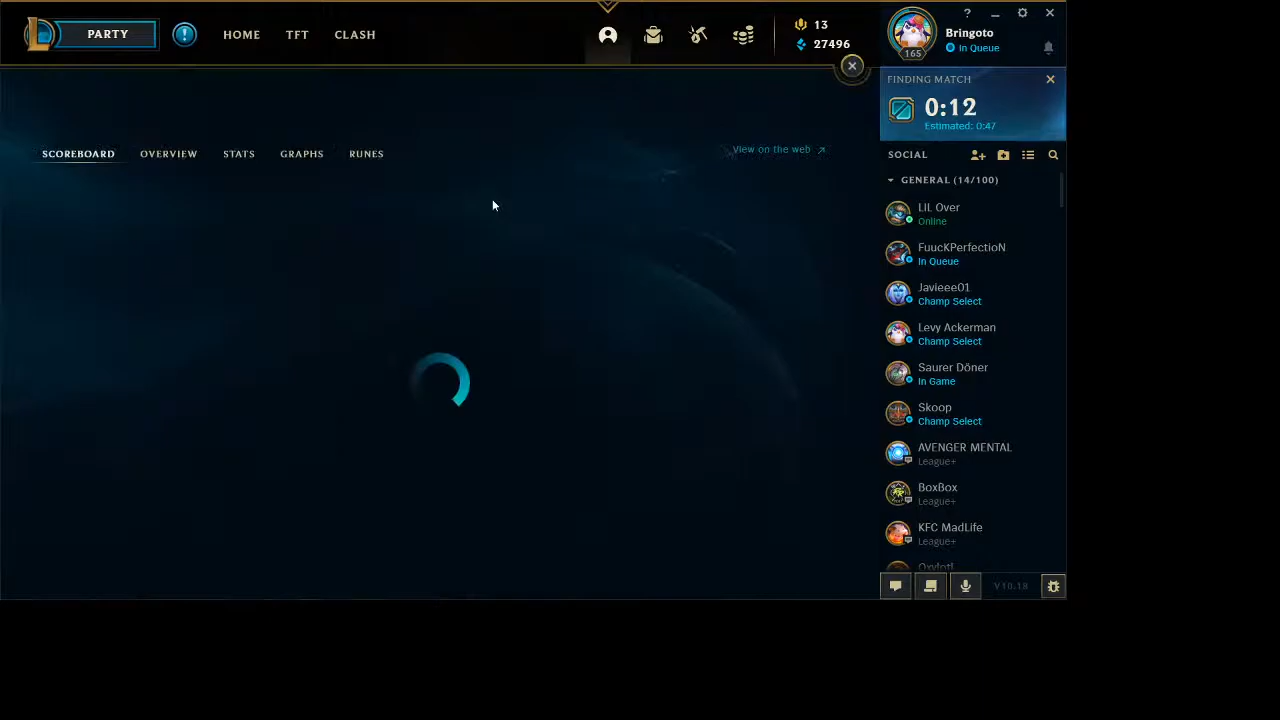 PARTY
HOME
TFT
CLASH
13
27496
?
165
Bringoto
In Queue
FINDING MATCH
0:12
Estimated: 0:47
SCOREBOARD
OVERVIEW
STATS
GRAPHS
RUNES
View on the web
SOCIAL
GENERAL (14/100)
LIL Over
Online
FuucKPerfectioN
In Queue
Javieee01
Champ Select
Levy Ackerman
Champ Select
Saurer Döner
In Game
Skoop
Champ Select
AVENGER MENTAL
League+
BoxBox
League+
KFC MadLife
League+
V10.18